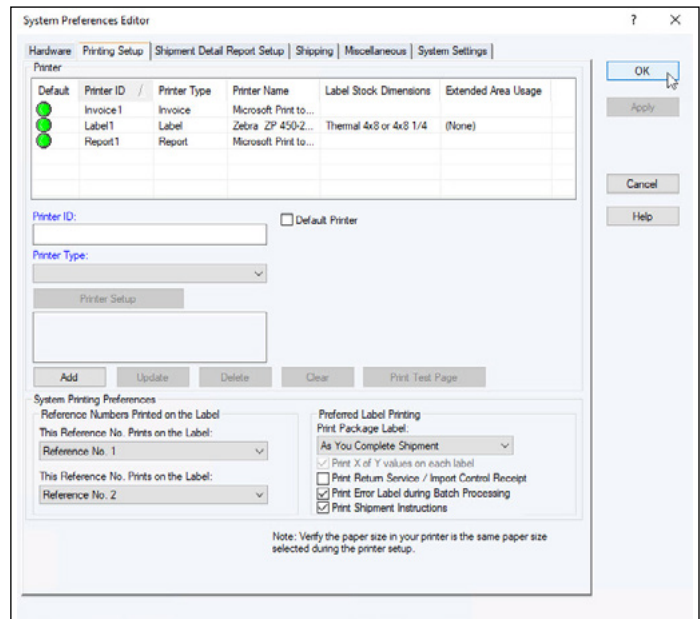 System Preferences Editor ? ×
Hardware Printing Setup Shipment Detail Report Setup Shipping Miscellaneous System Settings
Printer
Default Printer ID Printer Type Printer Name Label Stock Dimensions Extended Area Usage
Invoice1 Invoice Microsoft Print to...
Label1 Label Zebra ZP 450-2... Thermal 4x8 or 4x8 1/4 (None)
Report1 Report Microsoft Print to...
OK
Apply
Cancel
Help
Printer ID:
Default Printer
Printer Type:
Printer Setup
Add Update Delete Clear Print Test Page
System Printing Preferences
Reference Numbers Printed on the Label
This Reference No. Prints on the Label:
Reference No. 1
This Reference No. Prints on the Label:
Reference No. 2
Preferred Label Printing
Print Package Label:
As You Complete Shipment
Print X of Y values on each label
Print Return Service / Import Control Receipt
Print Error Label during Batch Processing
Print Shipment Instructions
Note: Verify the paper size in your printer is the same paper size
selected during the printer setup.